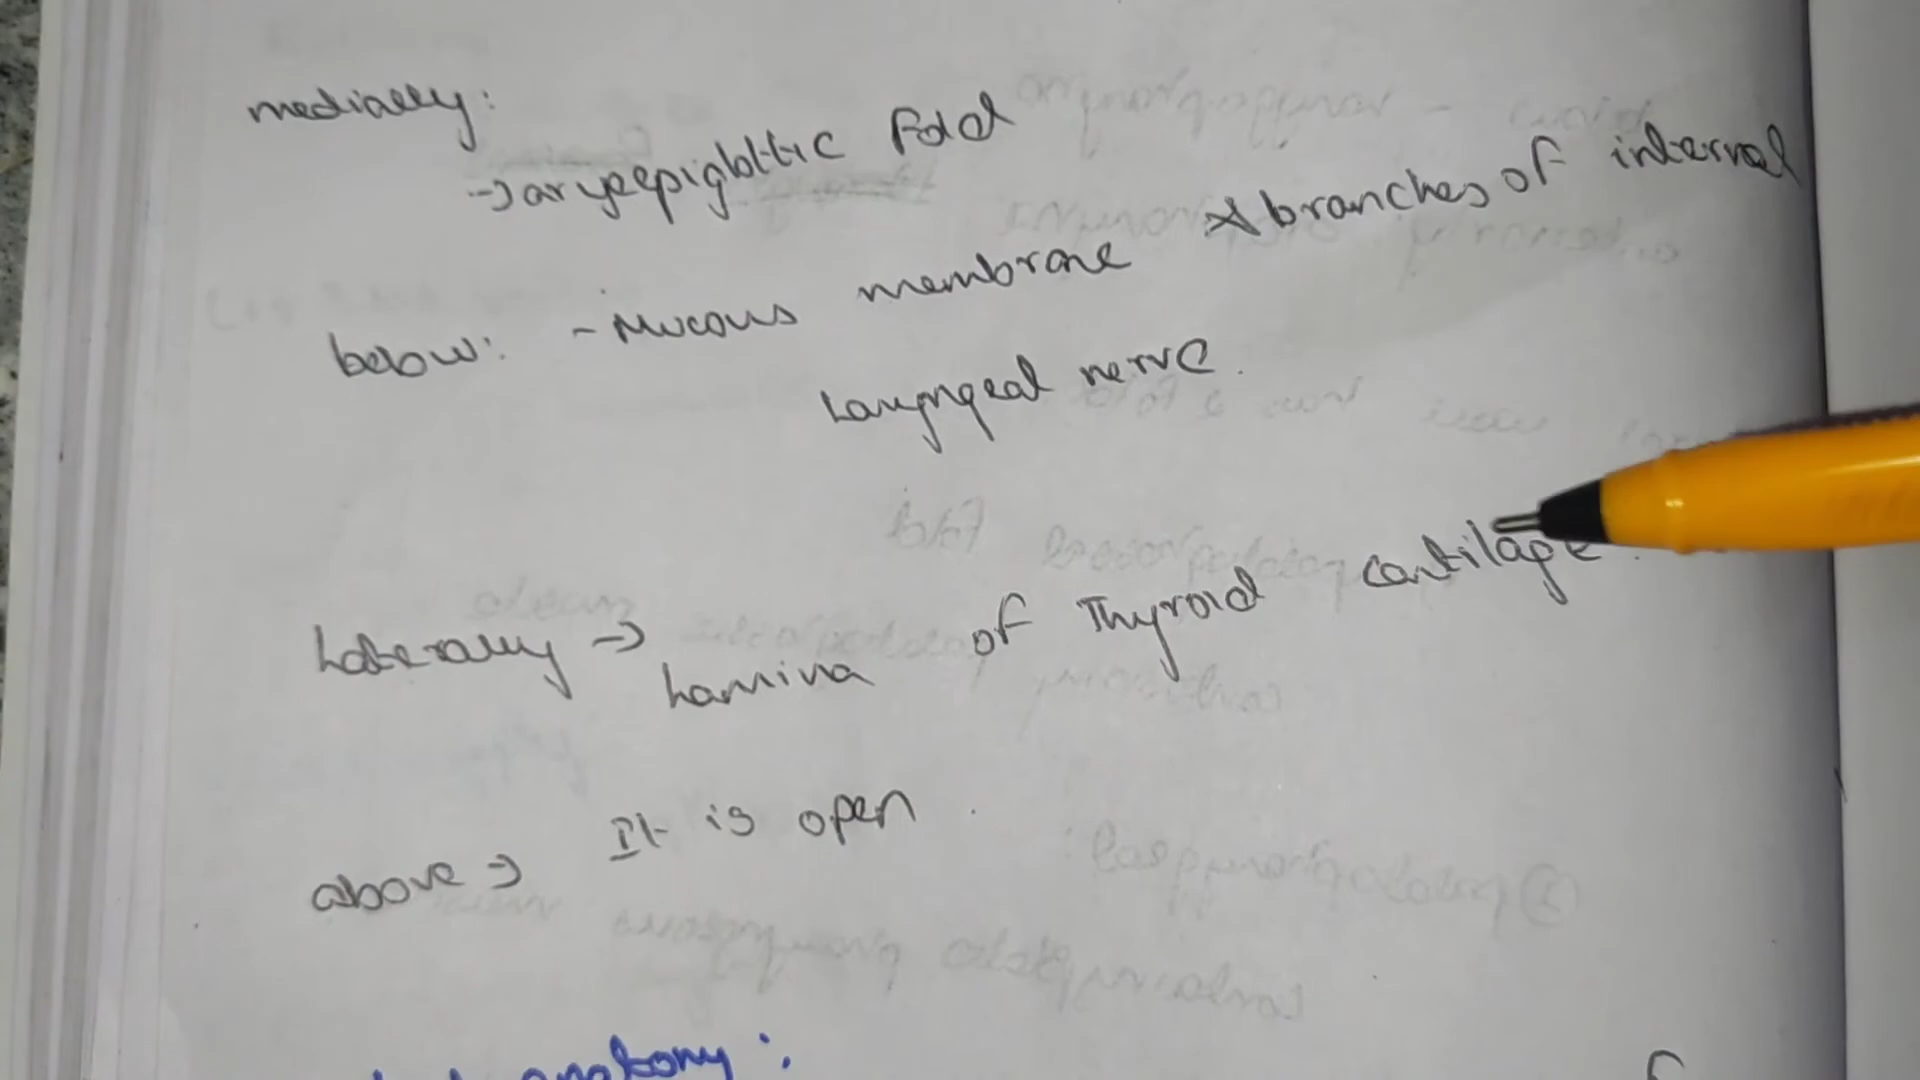 medially:
→ aryepiglottic Fold
below: - Mucous membrane & branches of internal
Laryngeal nerve.
Laterally → Lamina of Thyroid cartilage.
above → It is open.
anatomy: